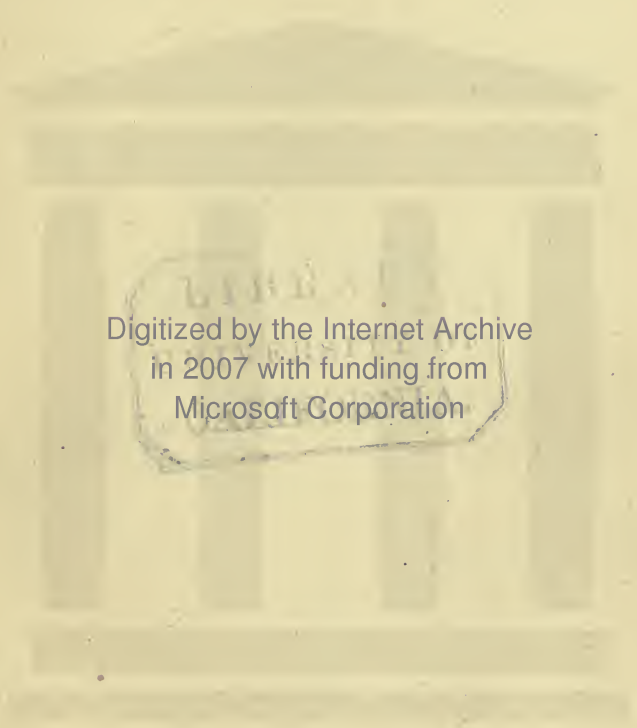 Digitized by the Internet Archive
in 2007 with funding from
Microsoft Corporation